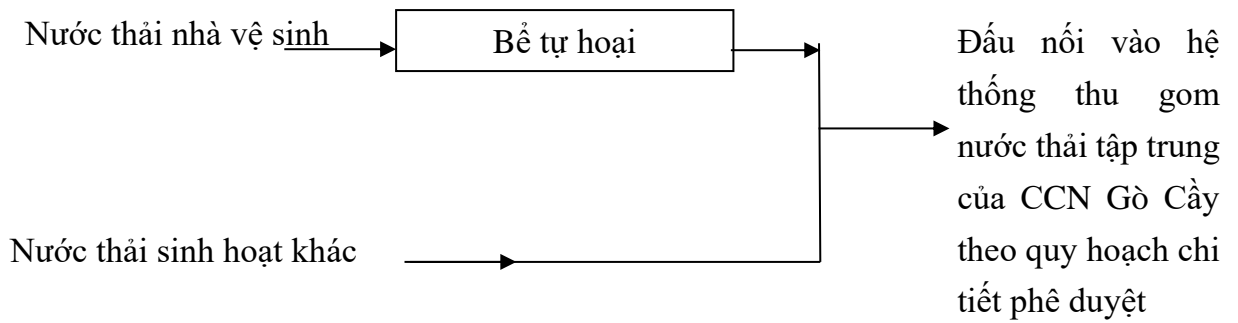 Nước thải nhà vệ sinh
Bể tự hoại
Đấu nối vào hệ
thống thu gom
nước thải tập trung
của CCN Gò Cầy
theo quy hoạch chi
tiết phê duyệt
Nước thải sinh hoạt khác